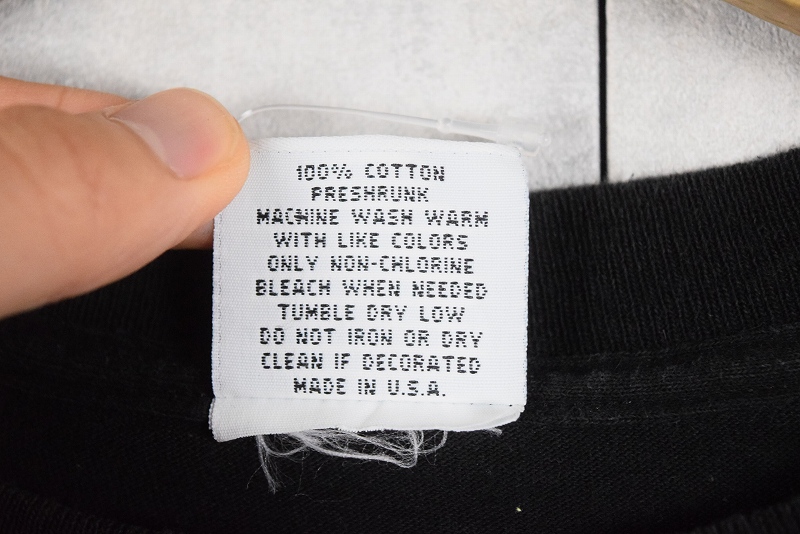 100% COTTON
PRESHRUNK
MACHINE WASH WARM
WITH LIKE COLORS
ONLY NON-CHLORINE
BLEACH WHEN NEEDED
TUMBLE DRY LOW
DO NOT IRON OR DRY
CLEAN IF DECORATED
MADE IN U.S.A.